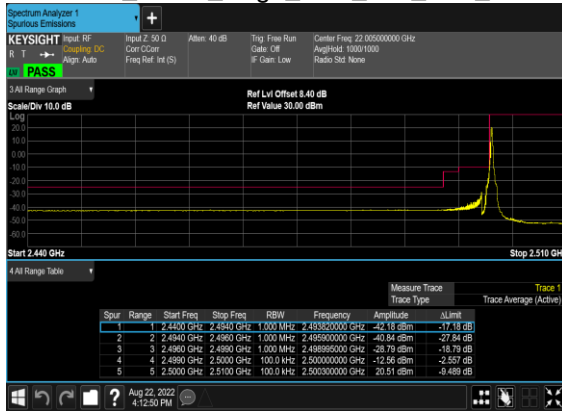 Spectrum Analyzer 1
Spurious Emissions
+
KEYSIGHT
R T
LV PASS
Input: RF
Coupling: DC
Align: Auto
Input Z: 50 Ω
Corr CCorr
Freq Ref: Int (S)
Atten: 40 dB
Trig: Free Run
Gate: Off
IF Gain: Low
Center Freq: 22.005000000 GHz
Avg|Hold: 1000/1000
Radio Std: None
3 All Range Graph
Scale/Div 10.0 dB
Ref Lvl Offset 8.40 dB
Ref Value 30.00 dBm
Log
20.0
10.0
0.00
-10.0
-20.0
-30.0
-40.0
-50.0
-60.0
Start 2.440 GHz
Stop 2.510 GH
4 All Range Table
Measure Trace Trace 1
Trace Type Trace Average (Active)
Spur Range Start Freq Stop Freq RBW Frequency Amplitude ΔLimit
1 1 2.4400 GHz 2.4940 GHz 1.000 MHz 2.493820000 GHz -42.18 dBm -17.18 dB
2 2 2.4940 GHz 2.4960 GHz 1.000 MHz 2.495900000 GHz -40.84 dBm -27.84 dB
3 3 2.4960 GHz 2.4990 GHz 1.000 MHz 2.498995000 GHz -28.79 dBm -18.79 dB
4 4 2.4990 GHz 2.5000 GHz 100.0 kHz 2.500000000 GHz -12.56 dBm -2.557 dB
5 5 2.5000 GHz 2.5100 GHz 100.0 kHz 2.500300000 GHz 20.51 dBm -9.489 dB
?
Aug 22, 2022
4:12:50 PM